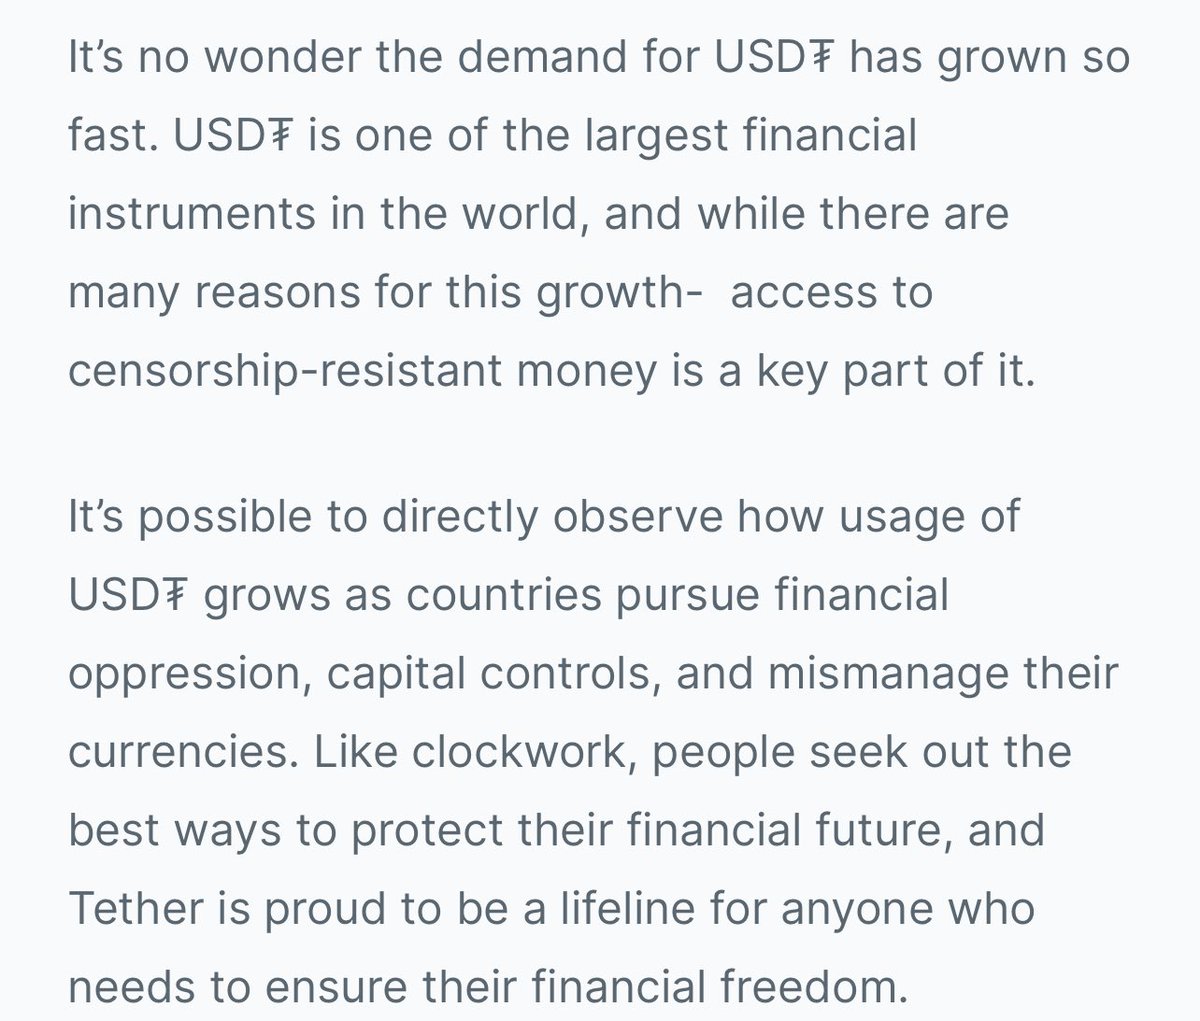 It’s no wonder the demand for USD₮ has grown so
fast. USD₮ is one of the largest financial
instruments in the world, and while there are
many reasons for this growth-  access to
censorship-resistant money is a key part of it.
It’s possible to directly observe how usage of
USD₮ grows as countries pursue financial
oppression, capital controls, and mismanage their
currencies. Like clockwork, people seek out the
best ways to protect their financial future, and
Tether is proud to be a lifeline for anyone who
needs to ensure their financial freedom.